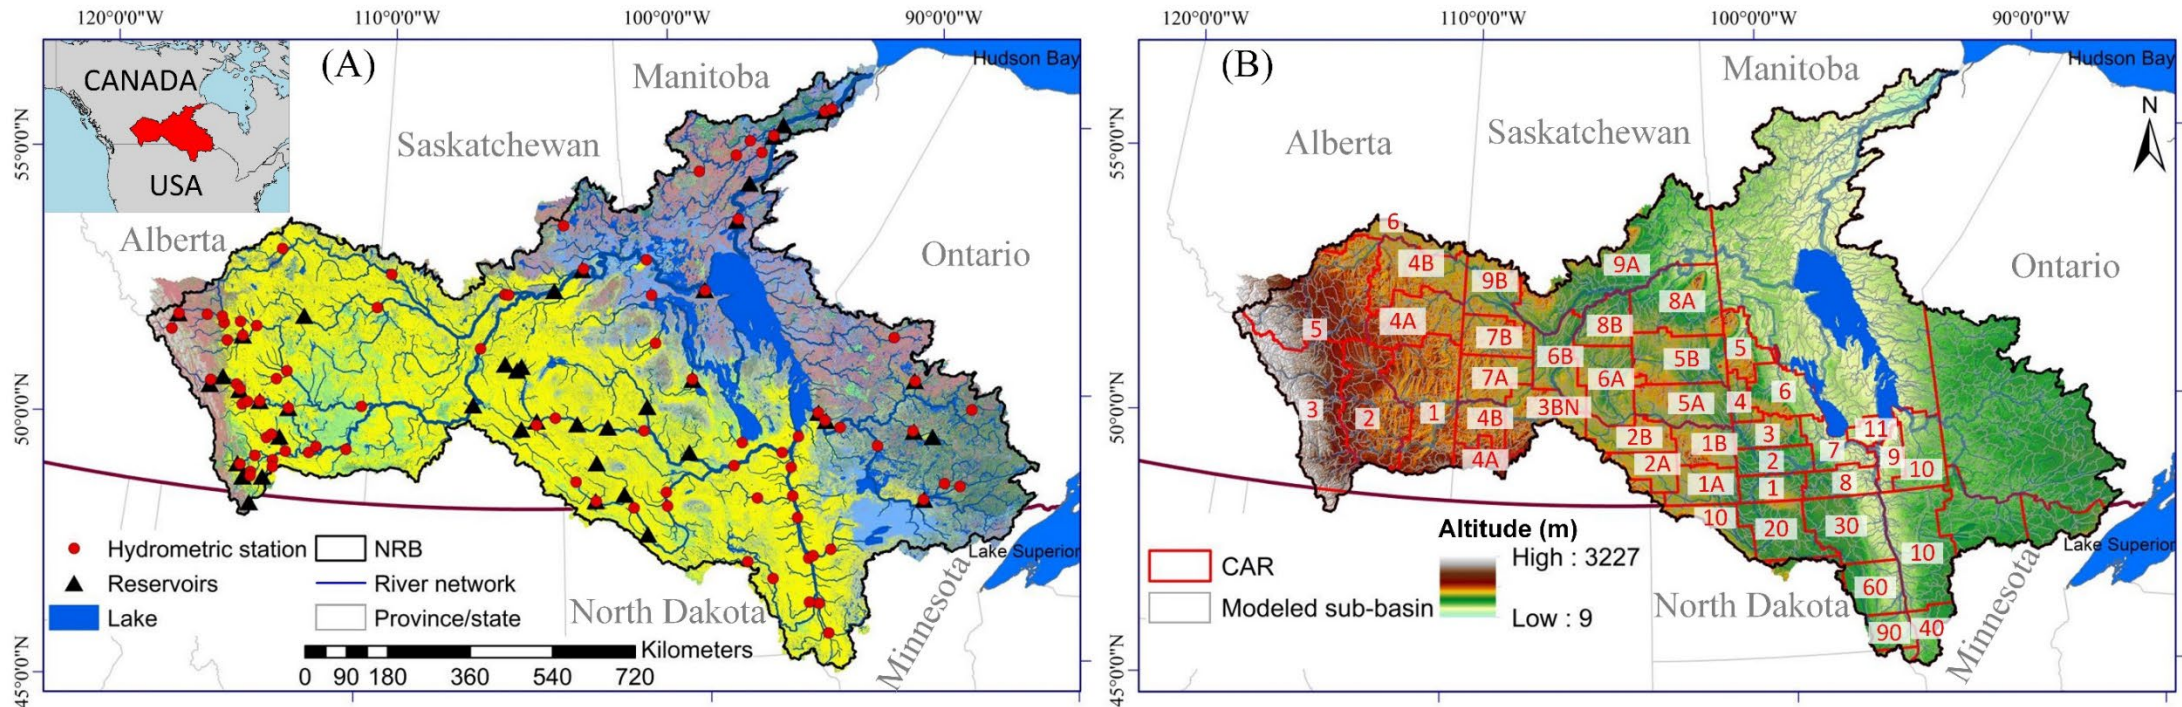 120°0'0"W 110°0'0"W 100°0'0"W 90°0'0"W
(A)
CANADA
USA
Hudson Bay
Manitoba
Saskatchewan
Alberta
Ontario
55°0'0"N
50°0'0"N
45°0'0"N
Hydrometric station
Reservoirs
Lake
NRB
River network
Province/state
Kilometers
0 90 180 360 540 720
North Dakota
Minnesota
Lake Superior
120°0'0"W 110°0'0"W 100°0'0"W 90°0'0"W
(B)
Hudson Bay
Manitoba
N
Alberta
Saskatchewan
Ontario
55°0'0"N
50°0'0"N
45°0'0"N
6
4B
9B
9A
8A
5
4A
7B
8B
6B
5B
5
7A
6A
6
3
2
1
4B
3BN
5A
4
4A
2B
1B
3
11
2A
2
7
9
10
1A
1
8
10
20
30
10
60
90
40
Altitude (m)
High : 3227
Low : 9
CAR
Modeled sub-basin
North Dakota
Minnesota
Lake Superior